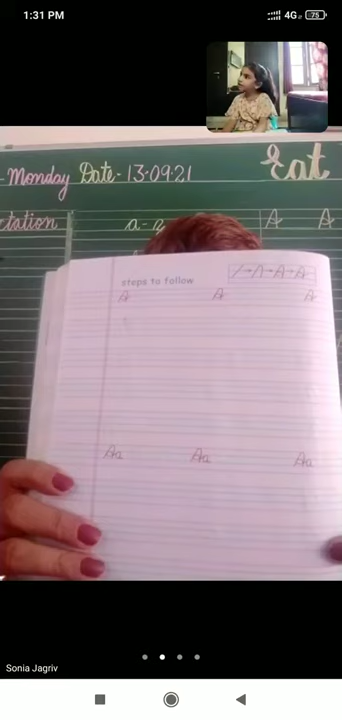 1:31 PM 4G 75
Monday Date- 13.09.21 Eat
tation a-z A A
steps to follow / → Λ → A → A
A A A
Aa Aa Aa
Sonia Jagriv